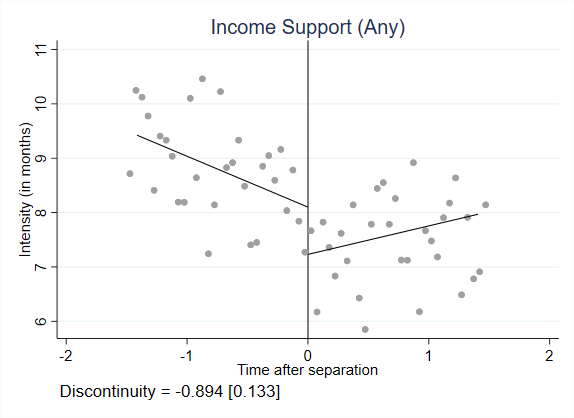 Income Support (Any)
Intensity (in months)
11
10
9
8
7
6
-2 -1 0 1 2
Time after separation
Discontinuity = -0.894 [0.133]